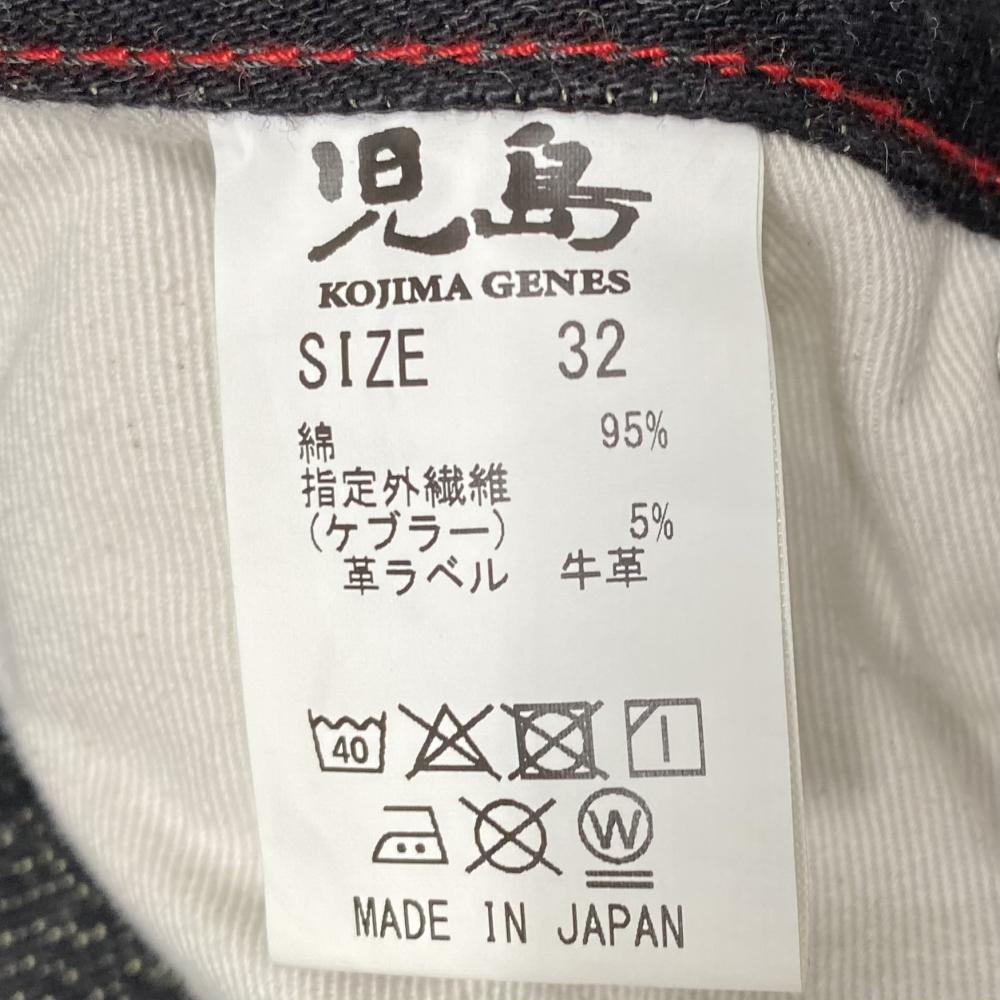 児島
KOJIMA GENES
SIZE 32
綿 95%
指定外繊維
(ケブラー) 5%
革ラベル 牛革
40
W
MADE IN JAPAN